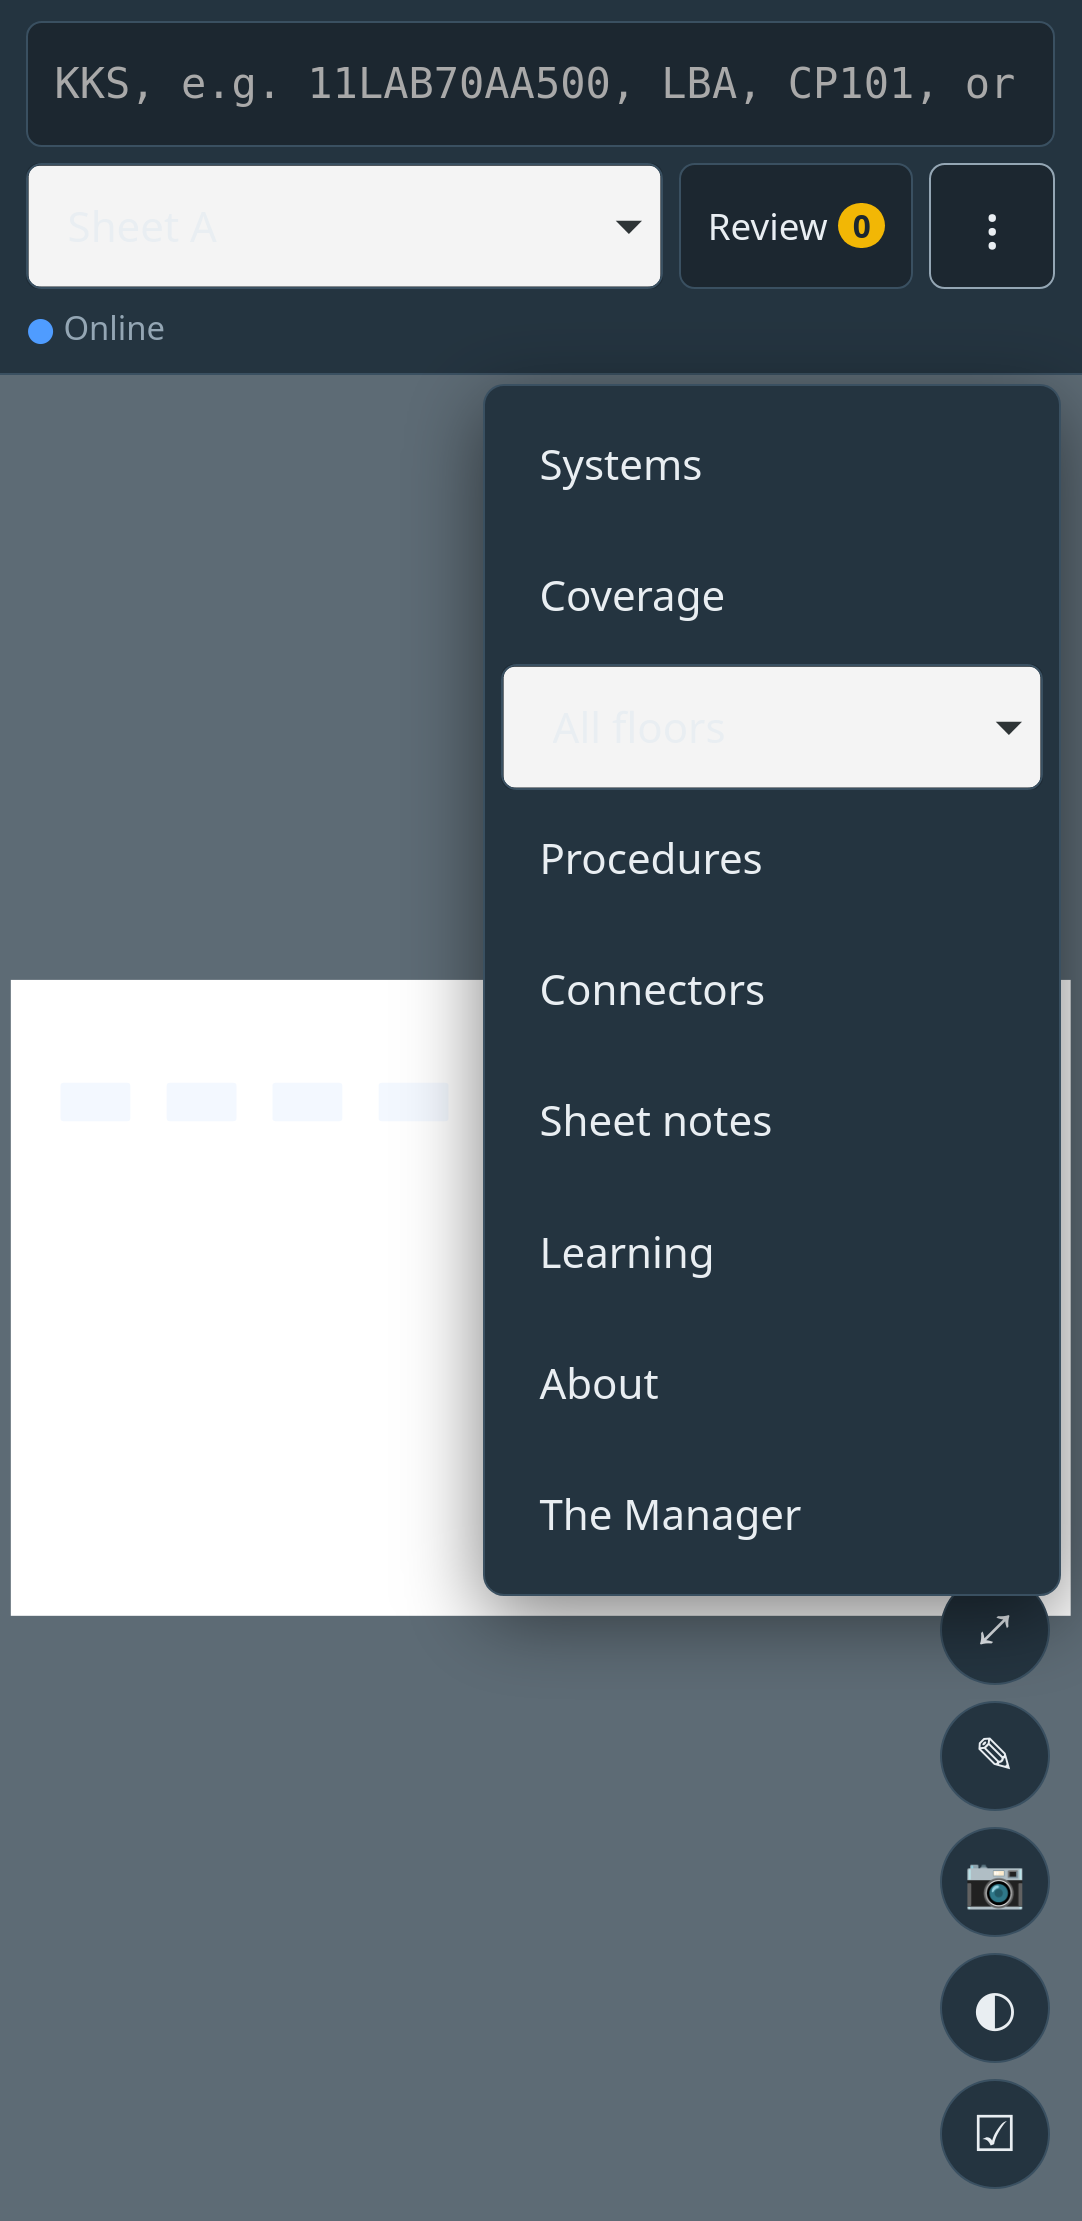 KKS, e.g. 11LAB70AA500, LBA, CP101, or
Sheet A
Review 0
Online
Systems
Coverage
All floors
Procedures
Connectors
Sheet notes
Learning
About
The Manager